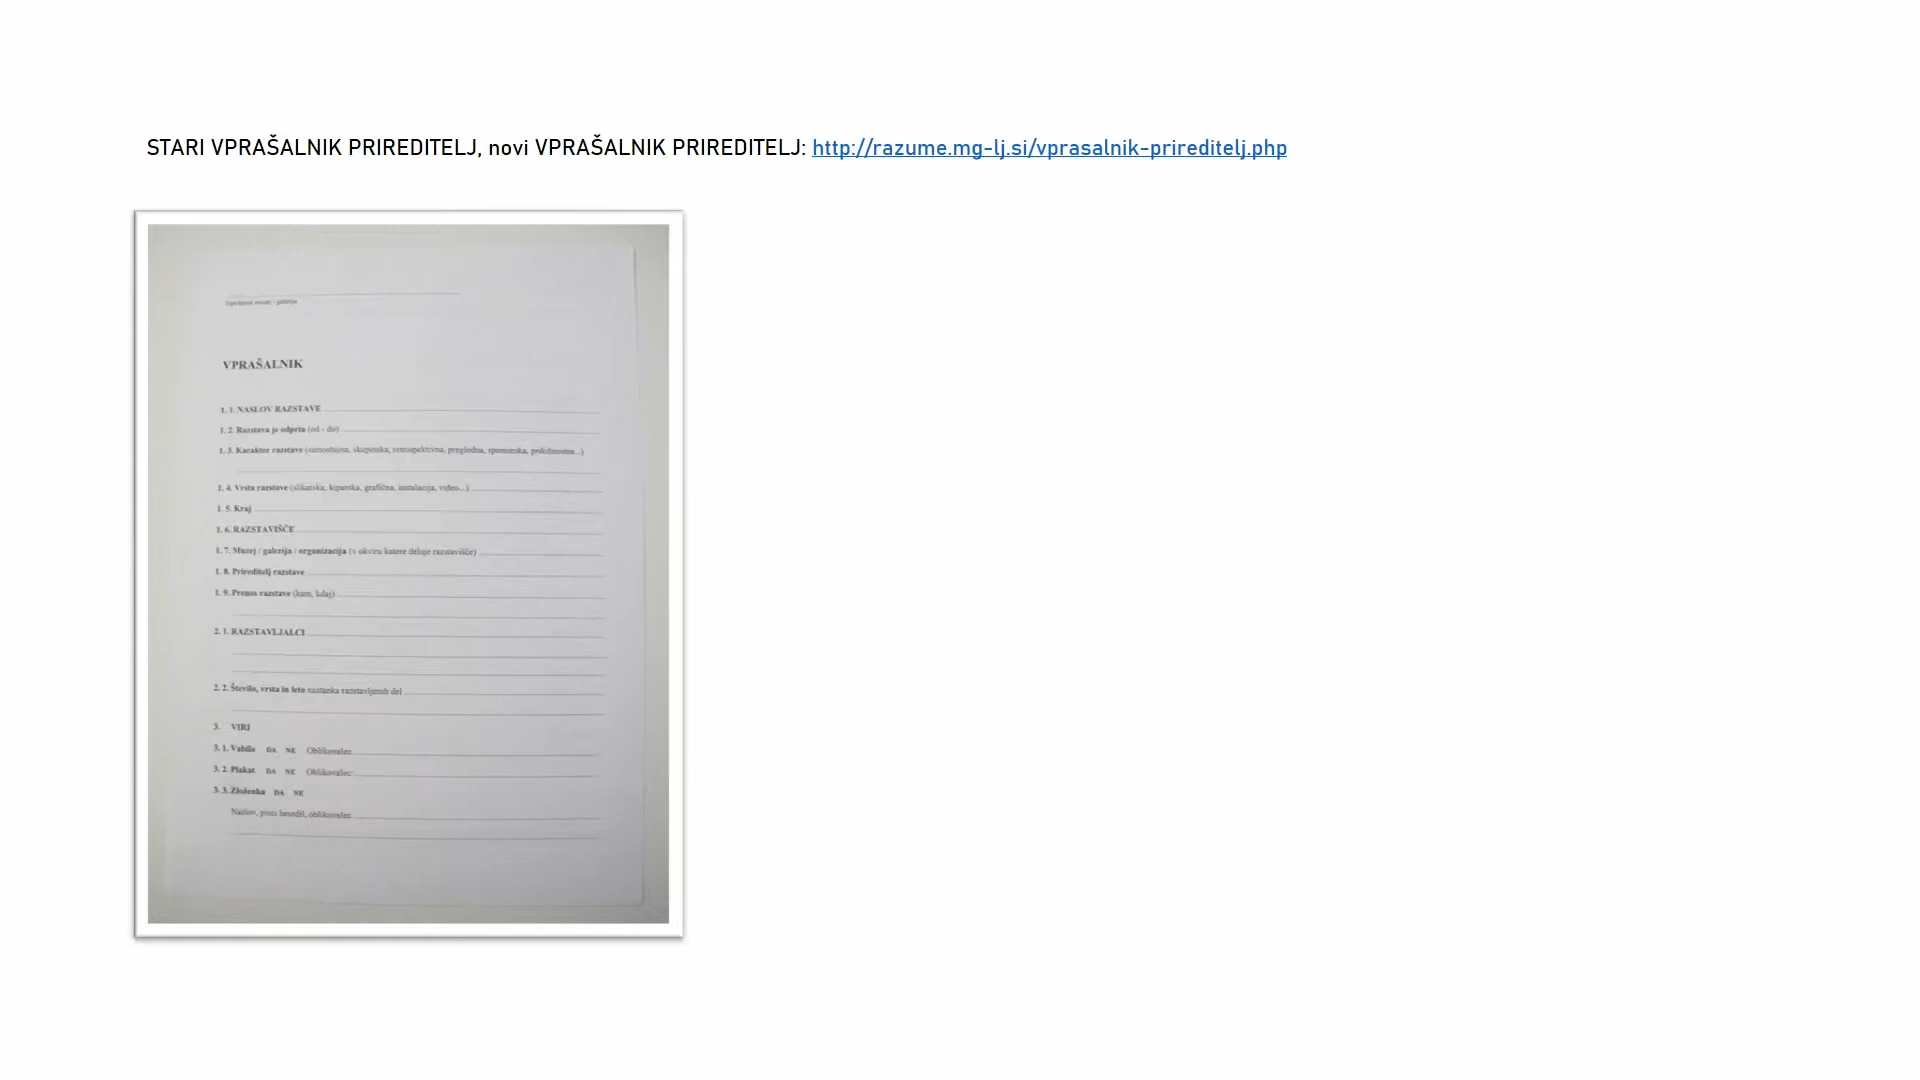 STARI VPRAŠALNIK PRIREDITELJ, novi VPRAŠALNIK PRIREDITELJ: http://razume.mg-lj.si/vprasalnik-prireditelj.php
muzej / galerija
VPRAŠALNIK
1. 1. NASLOV RAZSTAVE
1. 2. Razstava je odprta (od - do)
1. 3. Karakter razstave (samostojna, skupinska, retrospektivna, pregledna, spominska, priložnostna...)
1. 4. Vrsta razstave (slikarska, kiparska, grafična, instalacija, video...)
1. 5. Kraj
1. 6. RAZSTAVIŠČE
1. 7. Muzej / galerija / organizacija (v okviru katere deluje razstavišče)
1. 8. Prireditelj razstave
1. 9. Prenos razstave (kam, kdaj)
2. 1. RAZSTAVLJALCI
2. 2. Število, vrsta in leto nastanka razstavljenih del
3. VIRI
3. 1. Vabilo DA NE Oblikovalec:
3. 2. Plakat DA NE Oblikovalec:
3. 3. Zloženka DA NE
Naslov, pisci besedil, oblikovalec: